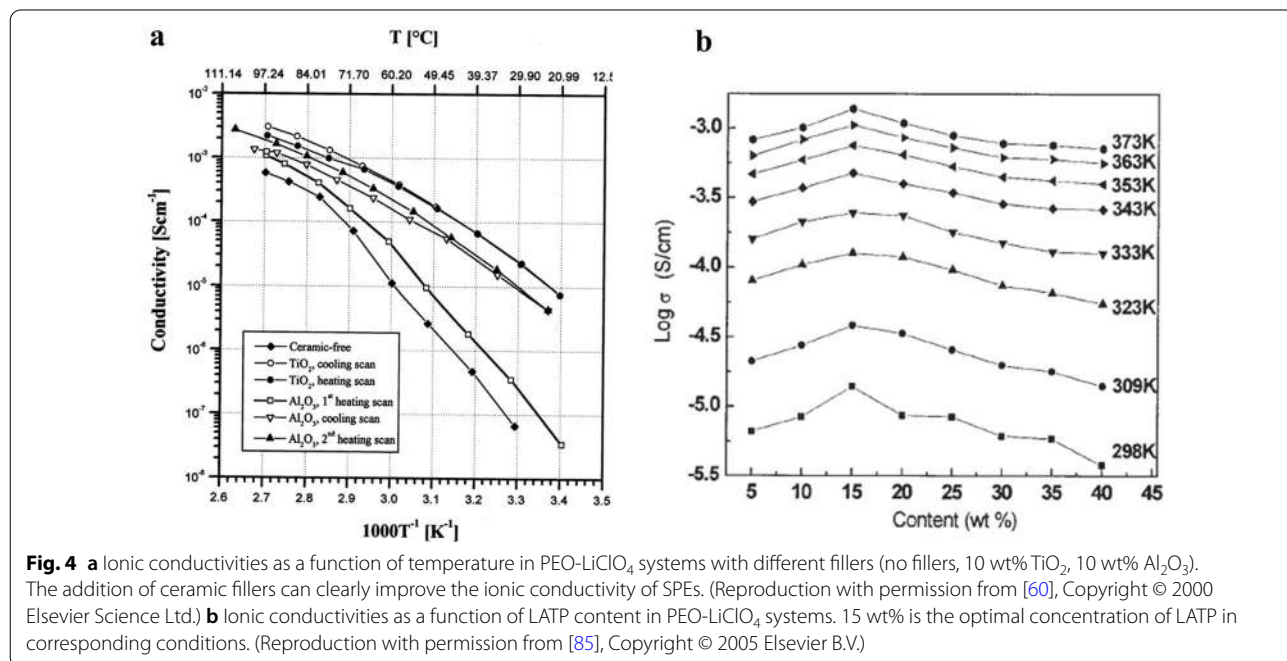 a
T [°C]
111.14 97.24 84.01 71.70 60.20 49.45 39.37 29.90 20.99 12.5
10⁻²
10⁻³
10⁻⁴
10⁻⁵
10⁻⁶
10⁻⁷
10⁻⁸
Conductivity [Scm⁻¹]
Ceramic-free
TiO₂, cooling scan
TiO₂, heating scan
Al₂O₃, 1ˢᵗ heating scan
Al₂O₃, cooling scan
Al₂O₃, 2ⁿᵈ heating scan
2.6 2.7 2.8 2.9 3.0 3.1 3.2 3.3 3.4 3.5
1000T⁻¹ [K⁻¹]
b
-3.0
-3.5
-4.0
-4.5
-5.0
-5.5
Log σ (S/cm)
373K
363K
353K
343K
333K
323K
309K
298K
5 10 15 20 25 30 35 40 45
Content (wt %)
Fig. 4 a Ionic conductivities as a function of temperature in PEO-LiClO₄ systems with different fillers (no fillers, 10 wt% TiO₂, 10 wt% Al₂O₃).
The addition of ceramic fillers can clearly improve the ionic conductivity of SPEs. (Reproduction with permission from [60], Copyright © 2000
Elsevier Science Ltd.) b Ionic conductivities as a function of LATP content in PEO-LiClO₄ systems. 15 wt% is the optimal concentration of LATP in
corresponding conditions. (Reproduction with permission from [85], Copyright © 2005 Elsevier B.V.)